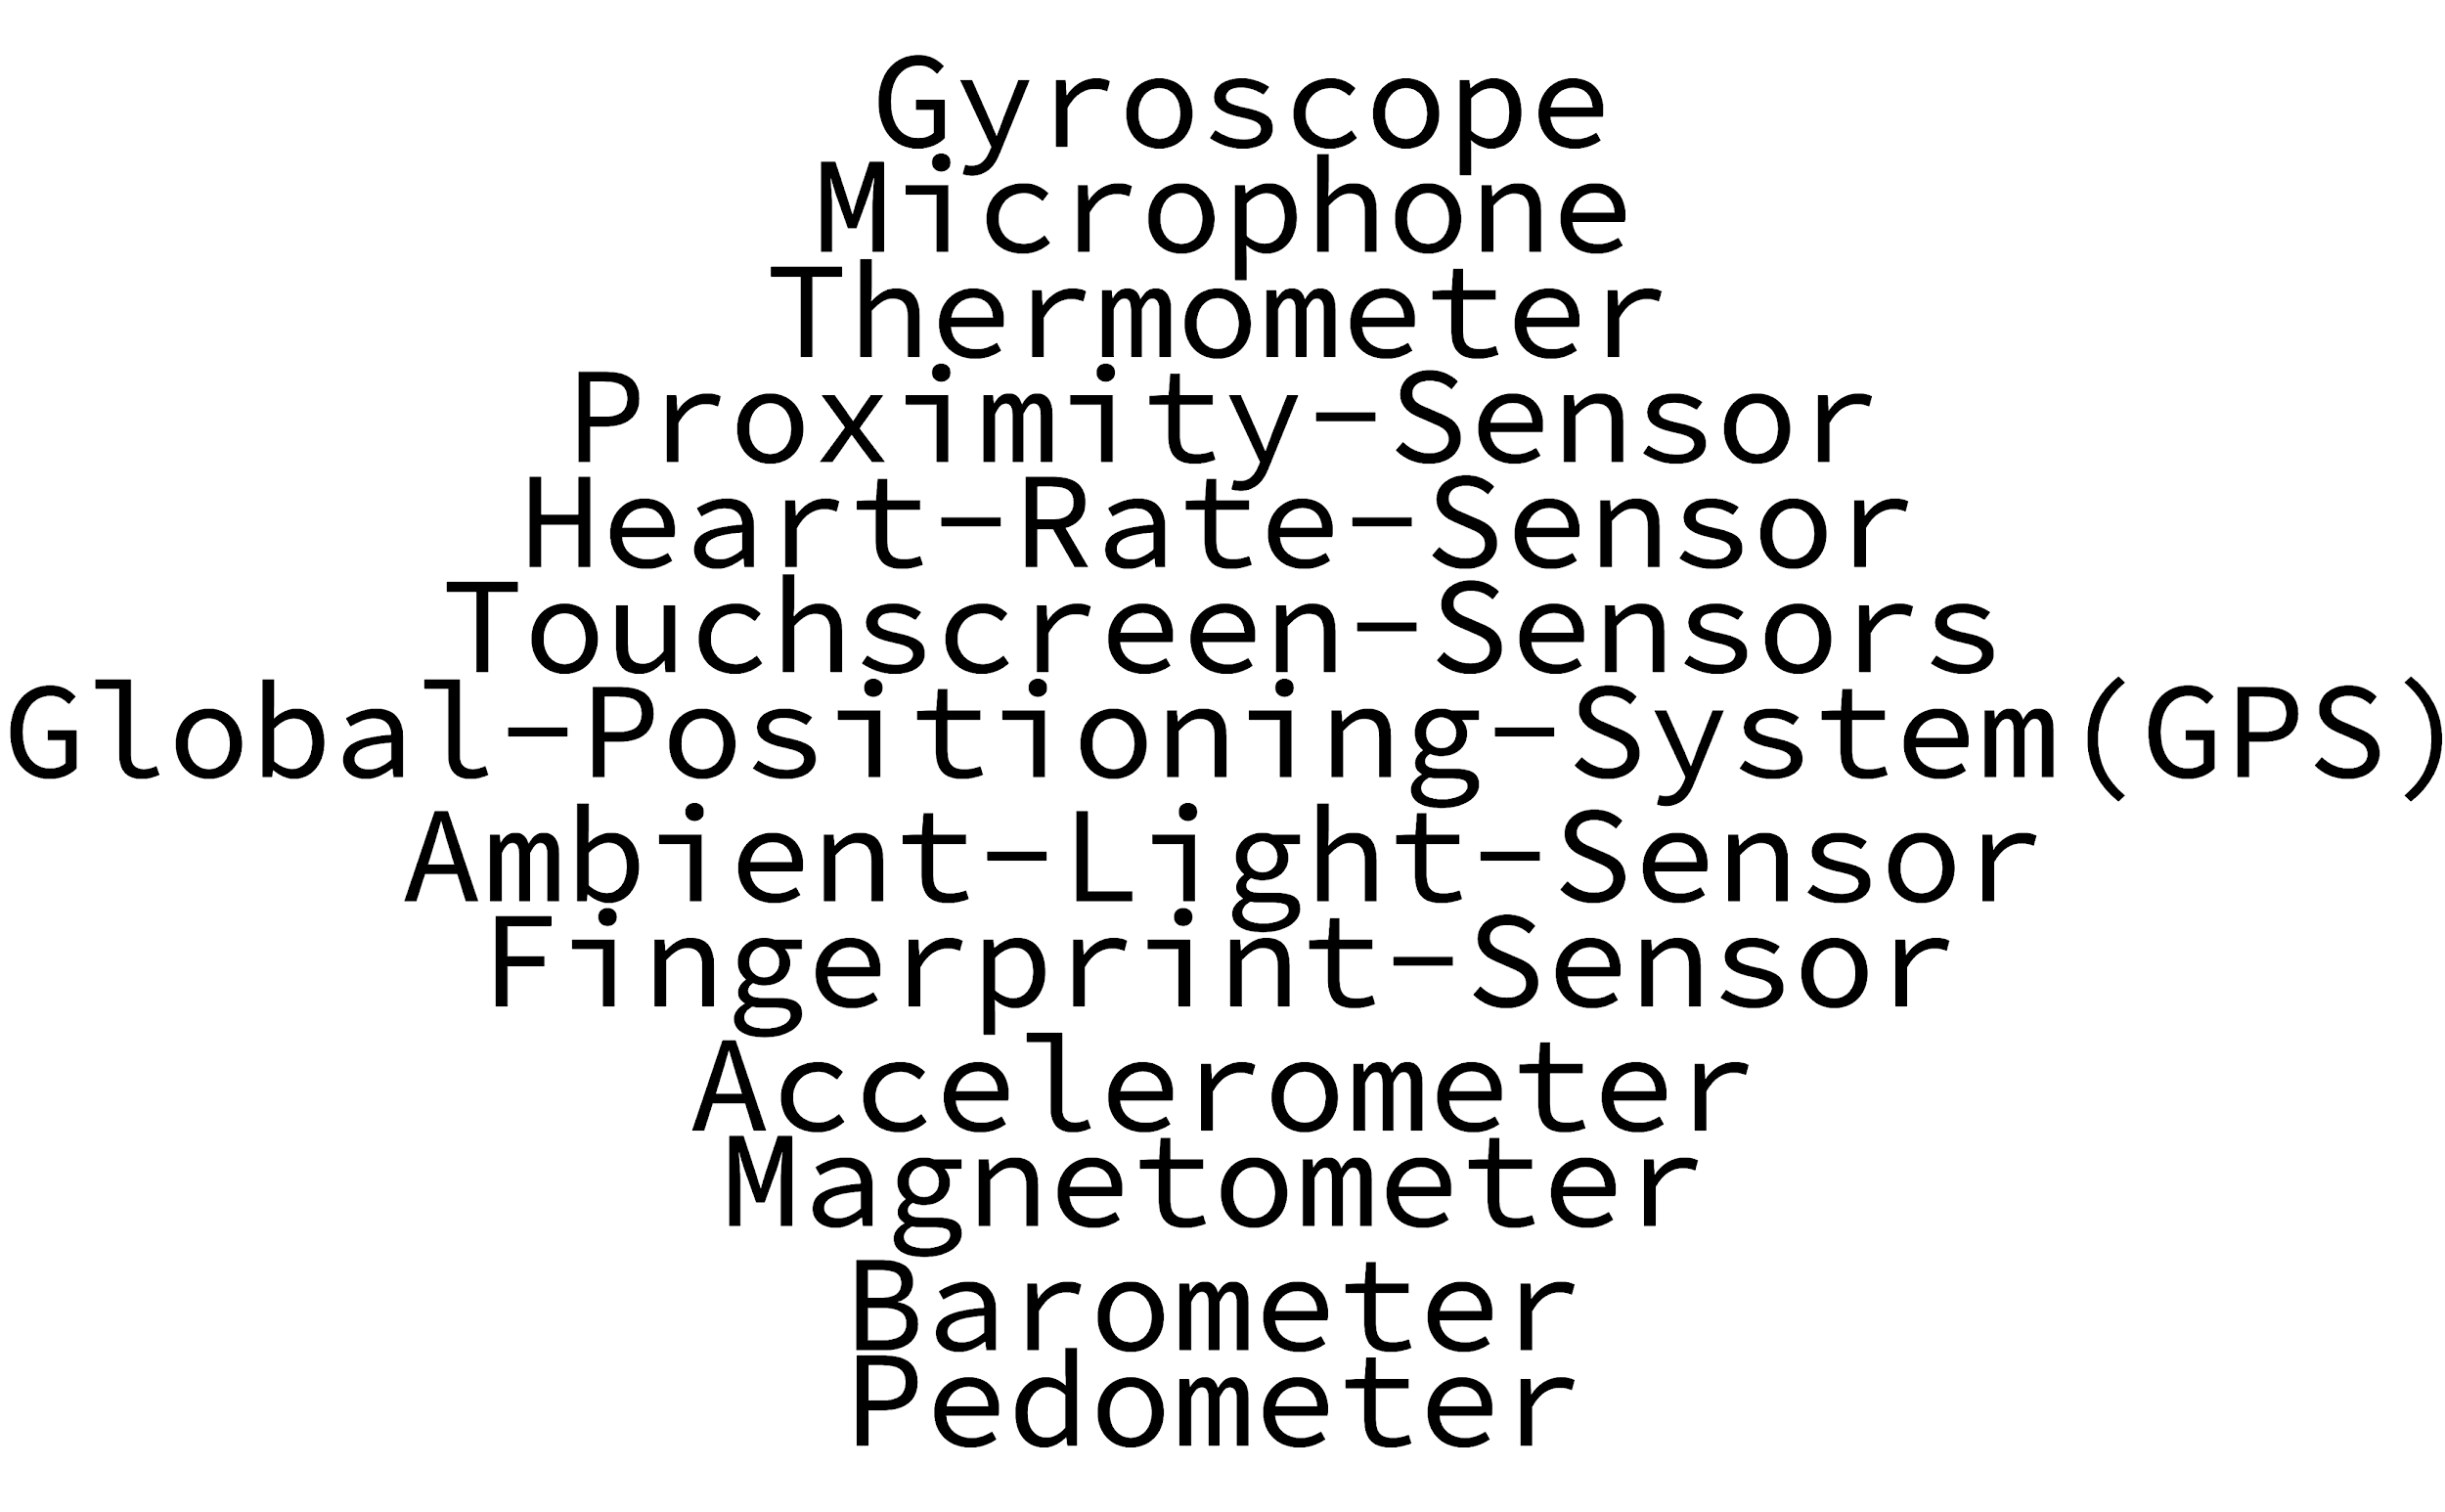 Gyroscope
Microphone
Thermometer
Proximity-Sensor
Heart-Rate-Sensor
Touchscreen-Sensors
Global-Positioning-System(GPS)
Ambient-Light-Sensor
Fingerprint-Sensor
Accelerometer
Magnetometer
Barometer
Pedometer